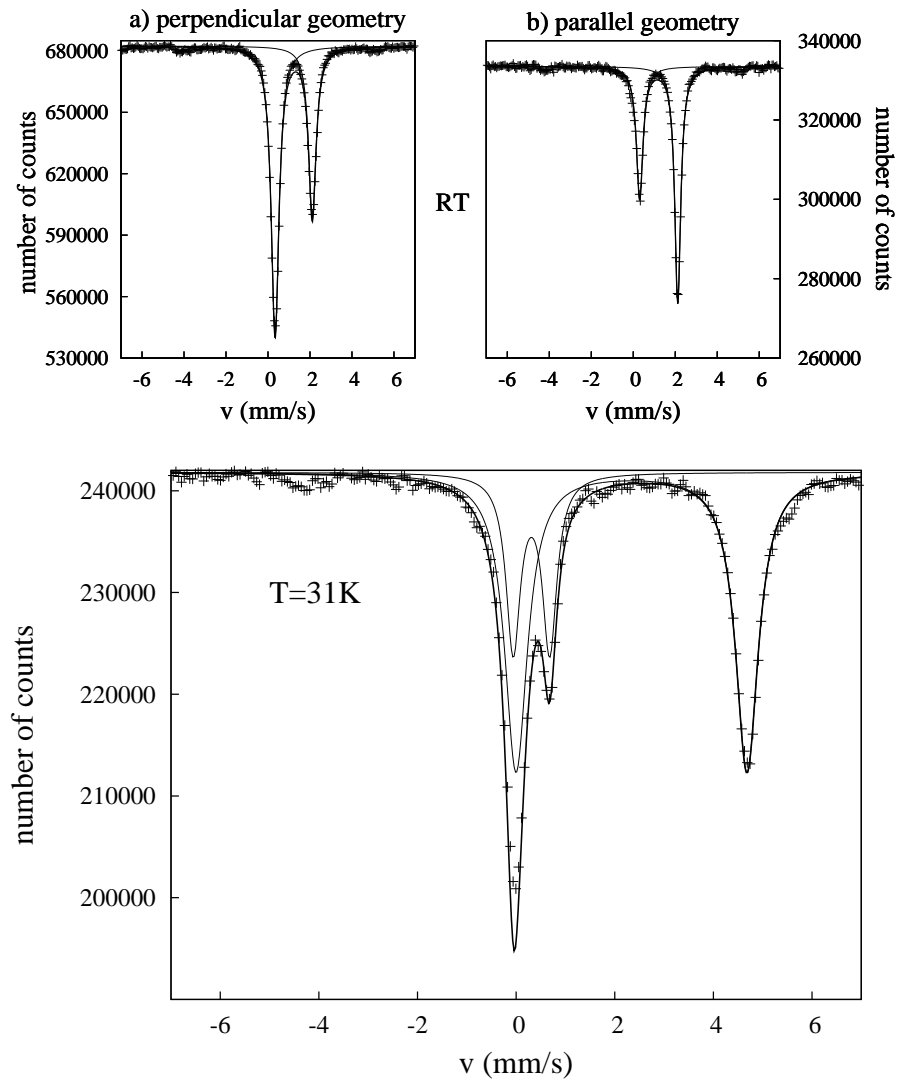 a) perpendicular geometry
b) parallel geometry
680000
650000
620000
590000
560000
530000
number of counts
-6 -4 -2 0 2 4 6
v (mm/s)
RT
340000
320000
300000
280000
260000
number of counts
-6 -4 -2 0 2 4 6
v (mm/s)
240000
230000
220000
210000
200000
number of counts
T=31K
-6 -4 -2 0 2 4 6
v (mm/s)